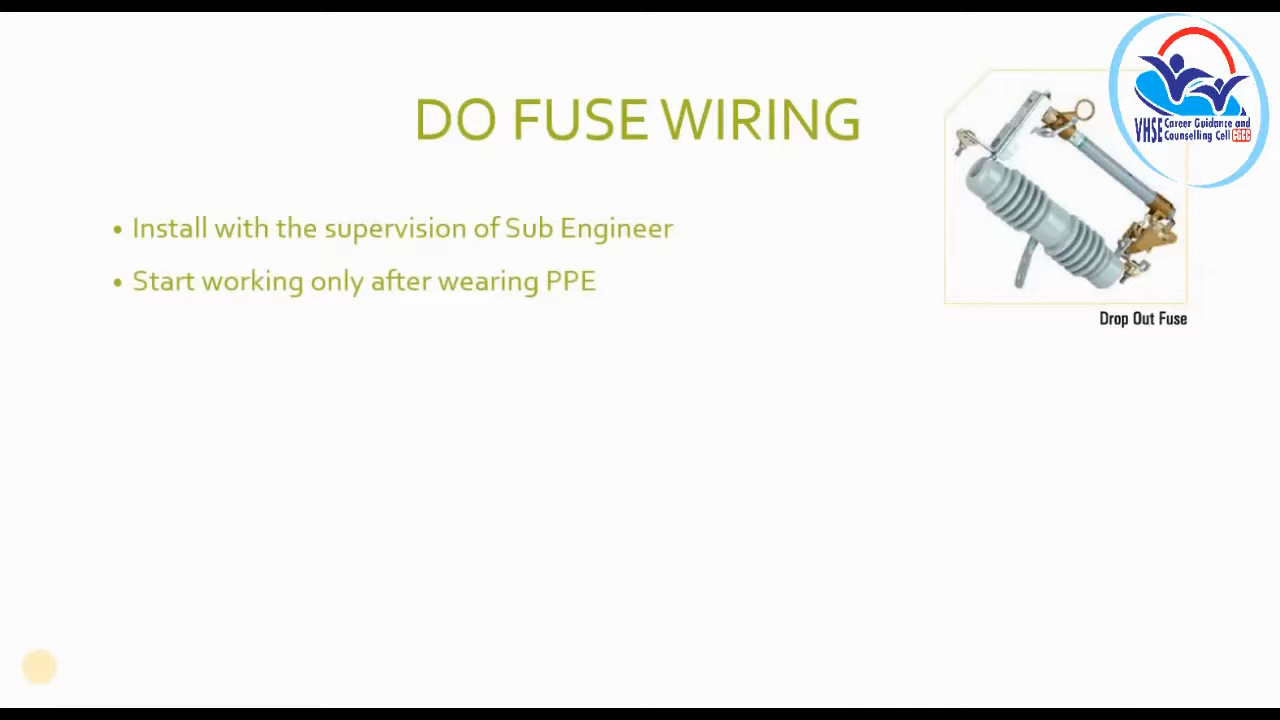 DO FUSE WIRING
• Install with the supervision of Sub Engineer
• Start working only after wearing PPE
Drop Out Fuse
VHSE Career Guidance and
Counselling Cell CGCC